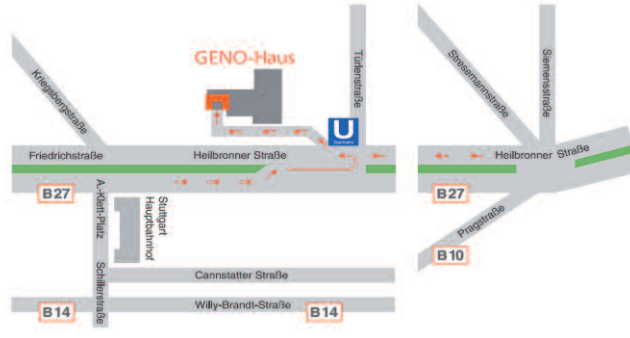 GENO-Haus
Kriegsbergstraße
Türlenstraße
Stresemannstraße
Siemensstraße
U
Friedrichstraße
Heilbronner Straße
Heilbronner Straße
B27
A.-Klett-Platz
Stuttgart
Hauptbahnhof
B27
Pragstraße
B10
Schillerstraße
Cannstatter Straße
B14
Willy-Brandt-Straße
B14